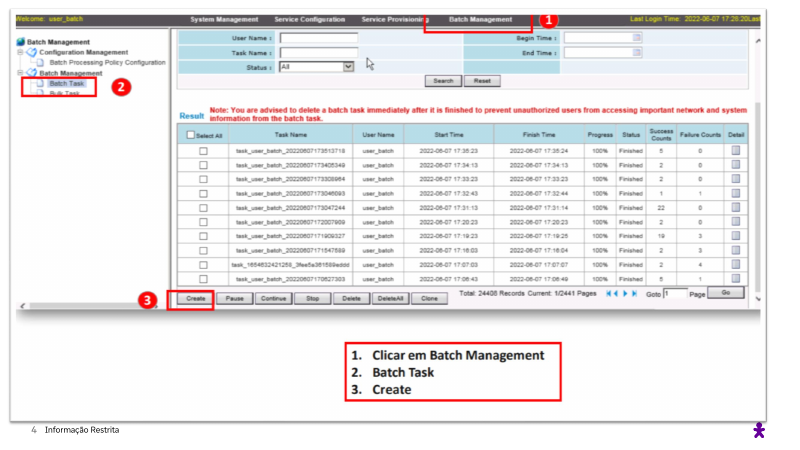 Welcome: user_batch System Management Service Configuration Service Provisioning Batch Management 1 Last Login Time: 2022-06-07 17:28:20Last
Batch Management
Configuration Management
Batch Processing Policy Configuration
Batch Management
Batch Task
Bulk Task
2
User Name : Begin Time :
Task Name : End Time :
Status : All
Search Reset
Result Note: You are advised to delete a batch task immediately after it is finished to prevent unauthorized users from accessing important network and system
information from the batch task.
Select All Task Name User Name Start Time Finish Time Progress Status Success Counts Failure Counts Detail
task_user_batch_20220607173513718 user_batch 2022-06-07 17:35:23 2022-06-07 17:35:24 100% Finished 5 0
task_user_batch_20220607173405349 user_batch 2022-06-07 17:34:13 2022-06-07 17:34:13 100% Finished 2 0
task_user_batch_20220607173308964 user_batch 2022-06-07 17:33:23 2022-06-07 17:33:23 100% Finished 2 0
task_user_batch_20220607173046093 user_batch 2022-06-07 17:32:43 2022-06-07 17:32:44 100% Finished 1 1
task_user_batch_20220607173047244 user_batch 2022-06-07 17:31:13 2022-06-07 17:31:14 100% Finished 22 0
task_user_batch_20220607172007909 user_batch 2022-06-07 17:20:23 2022-06-07 17:20:23 100% Finished 2 0
task_user_batch_20220607171909327 user_batch 2022-06-07 17:19:23 2022-06-07 17:19:25 100% Finished 19 3
task_user_batch_20220607171547589 user_batch 2022-06-07 17:16:03 2022-06-07 17:16:04 100% Finished 2 3
user_batch 2022-06-07 17:07:03 2022-06-07 17:07:07 100% Finished 2 4
task_user_batch_20220607170627303 user_batch 2022-06-07 17:06:43 2022-06-07 17:06:49 100% Finished 5 1
3 Create Pause Continue Stop Delete DeleteAll Clone Total: 24408 Records Current: 1/2441 Pages Goto 1 Page Go
1. Clicar em Batch Management
2. Batch Task
3. Create
4 Informação Restrita